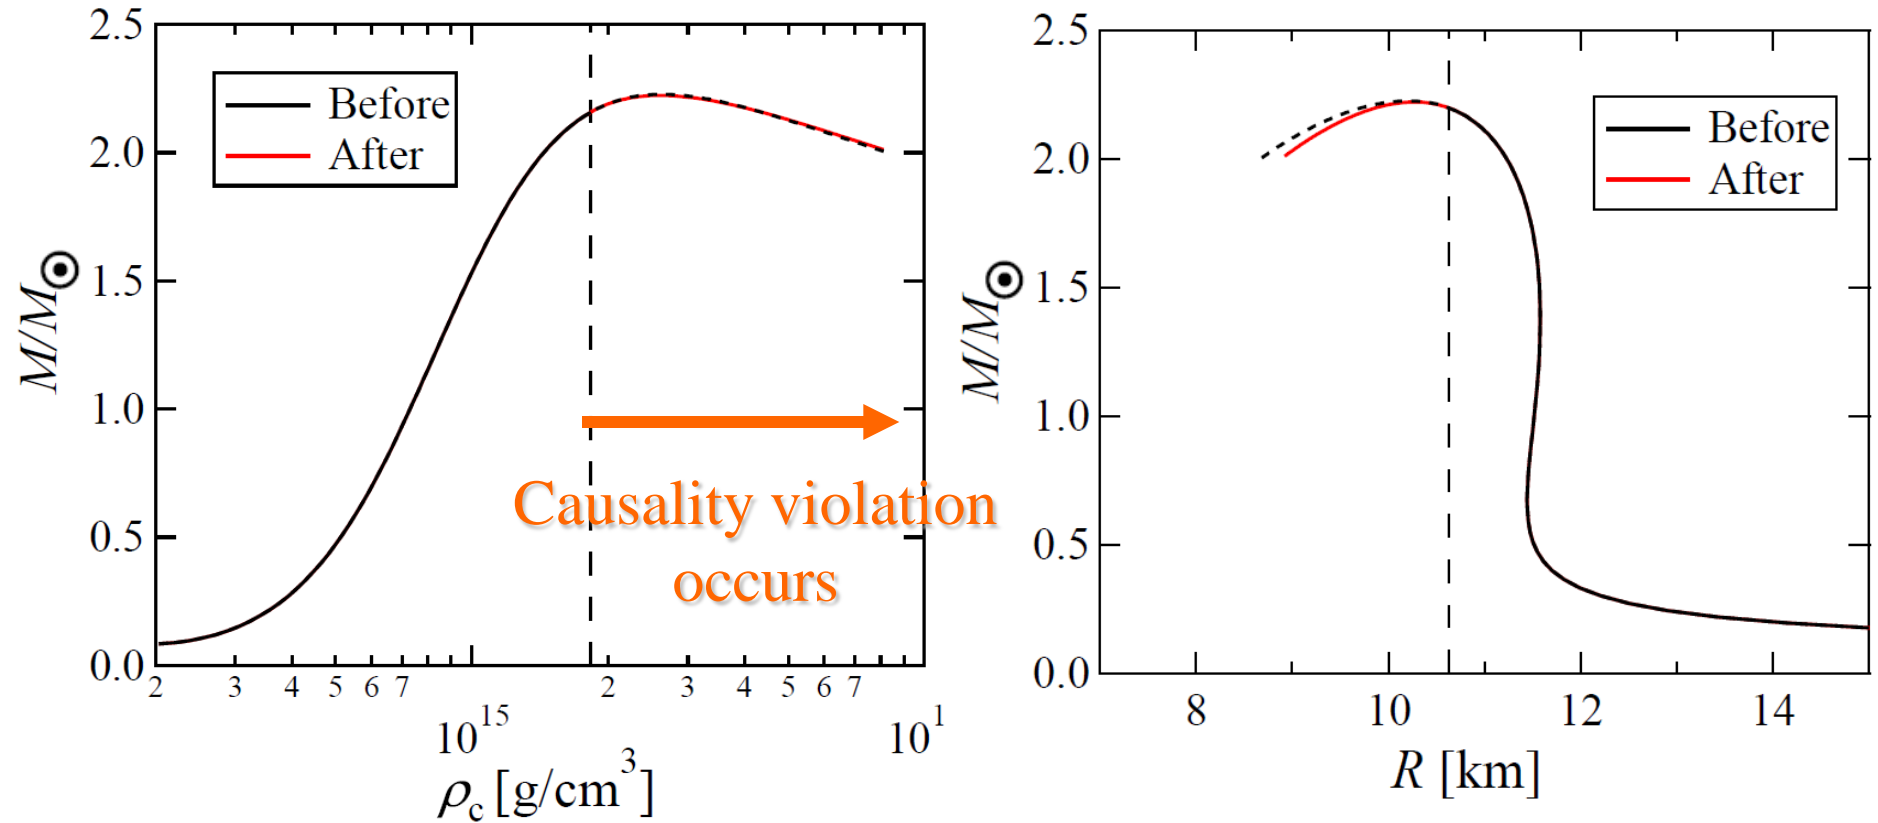 2.5
2.0
1.5
1.0
0.5
0.0
M/M⊙
Before
After
Causality violation
occurs
2 3 4 5 6 7 2 3 4 5 6 7
10^15 10^1
ρc [g/cm^3]
2.5
2.0
1.5
1.0
0.5
0.0
M/M⊙
Before
After
8 10 12 14
R [km]